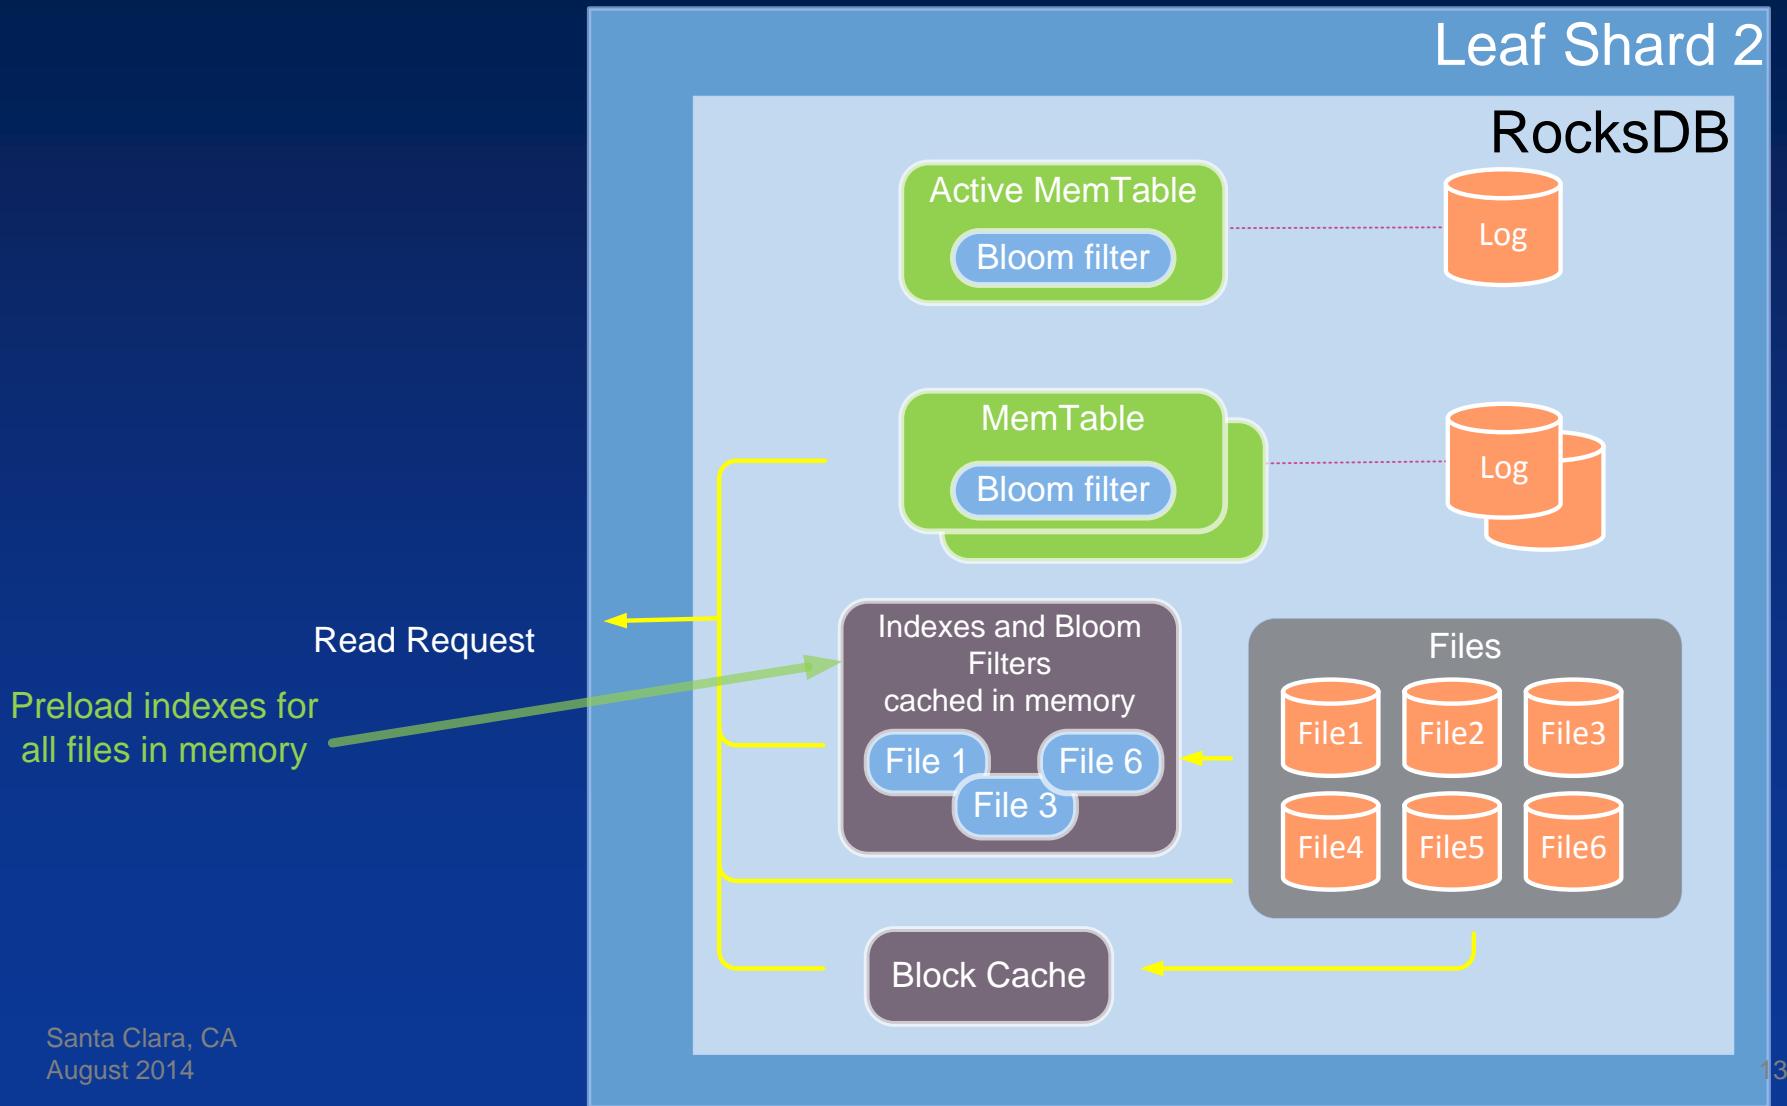 Leaf Shard 2
RocksDB
Active MemTable
Bloom filter
Log
MemTable
Bloom filter
Log
Read Request
Preload indexes for
all files in memory
Indexes and Bloom
Filters
cached in memory
File 1
File 6
File 3
Files
File1
File2
File3
File4
File5
File6
Block Cache
Santa Clara, CA
August 2014
13